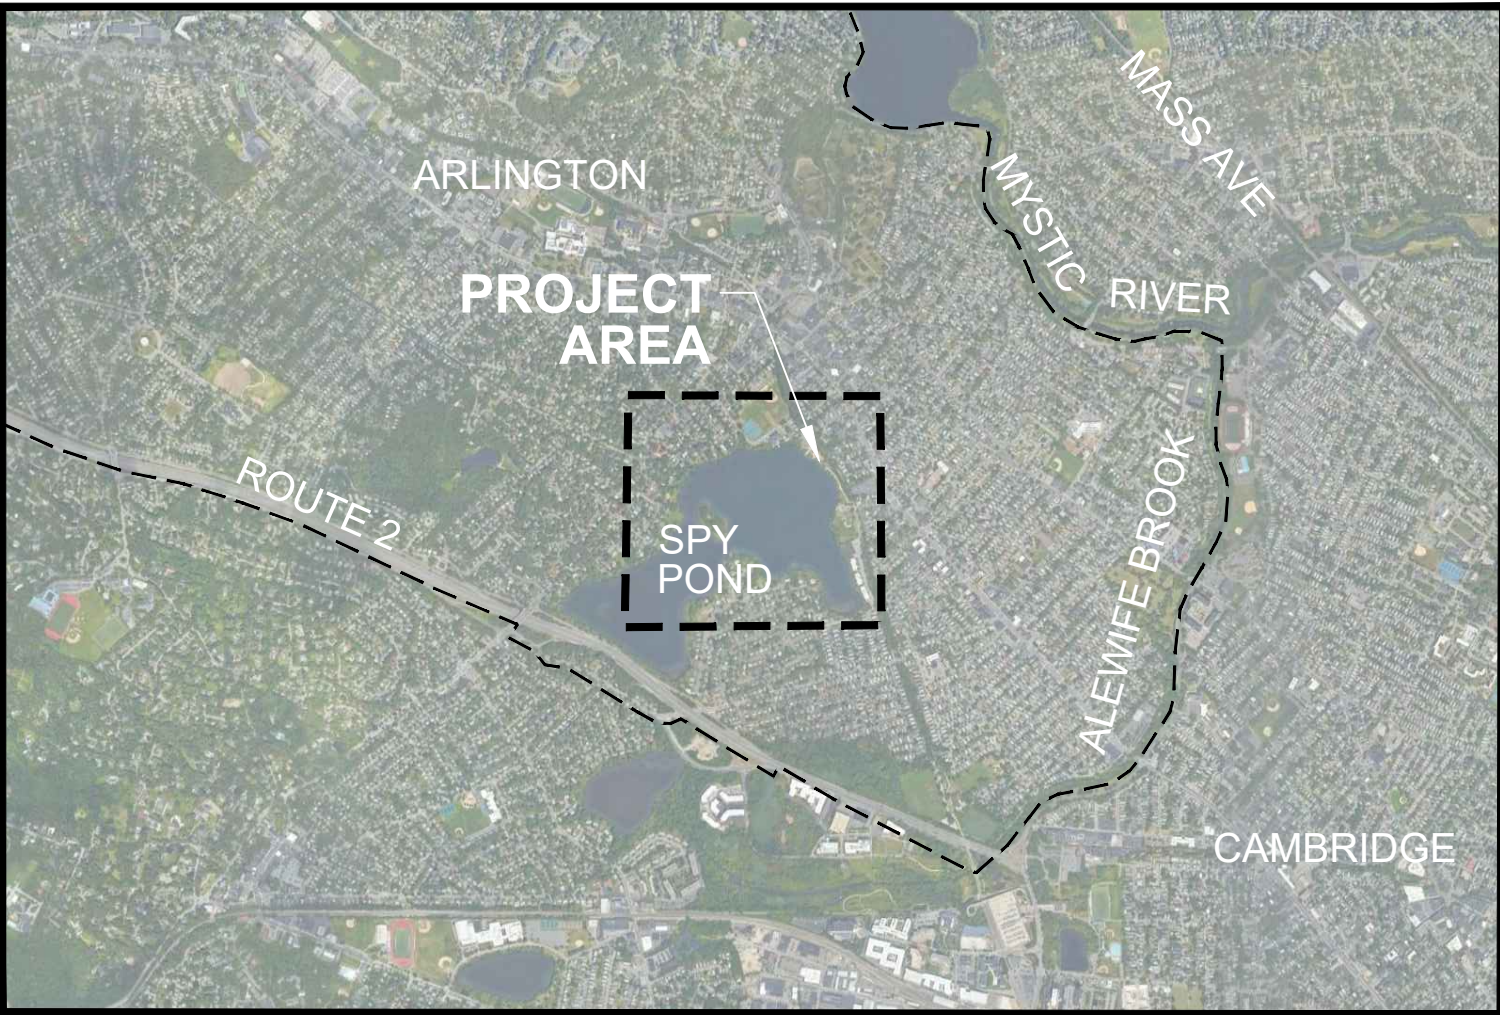 MASS AVE
ARLINGTON
MYSTIC
RIVER
PROJECT
AREA
ROUTE 2
SPY
POND
ALEWIFE BROOK
CAMBRIDGE